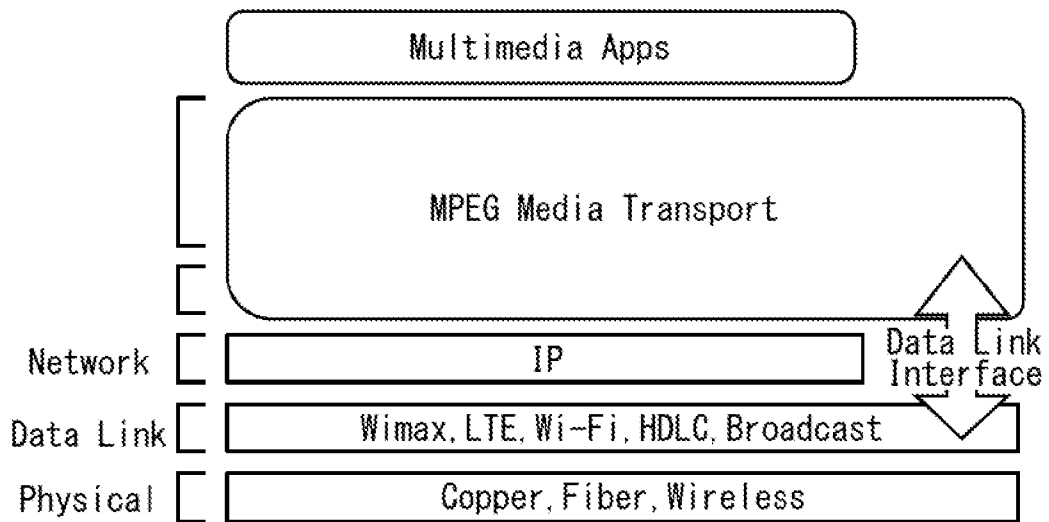 Multimedia Apps
MPEG Media Transport
Network
IP
Data Link
Interface
Data Link
Wimax,LTE,Wi-Fi,HDLC,Broadcast
Physical
Copper,Fiber,Wireless